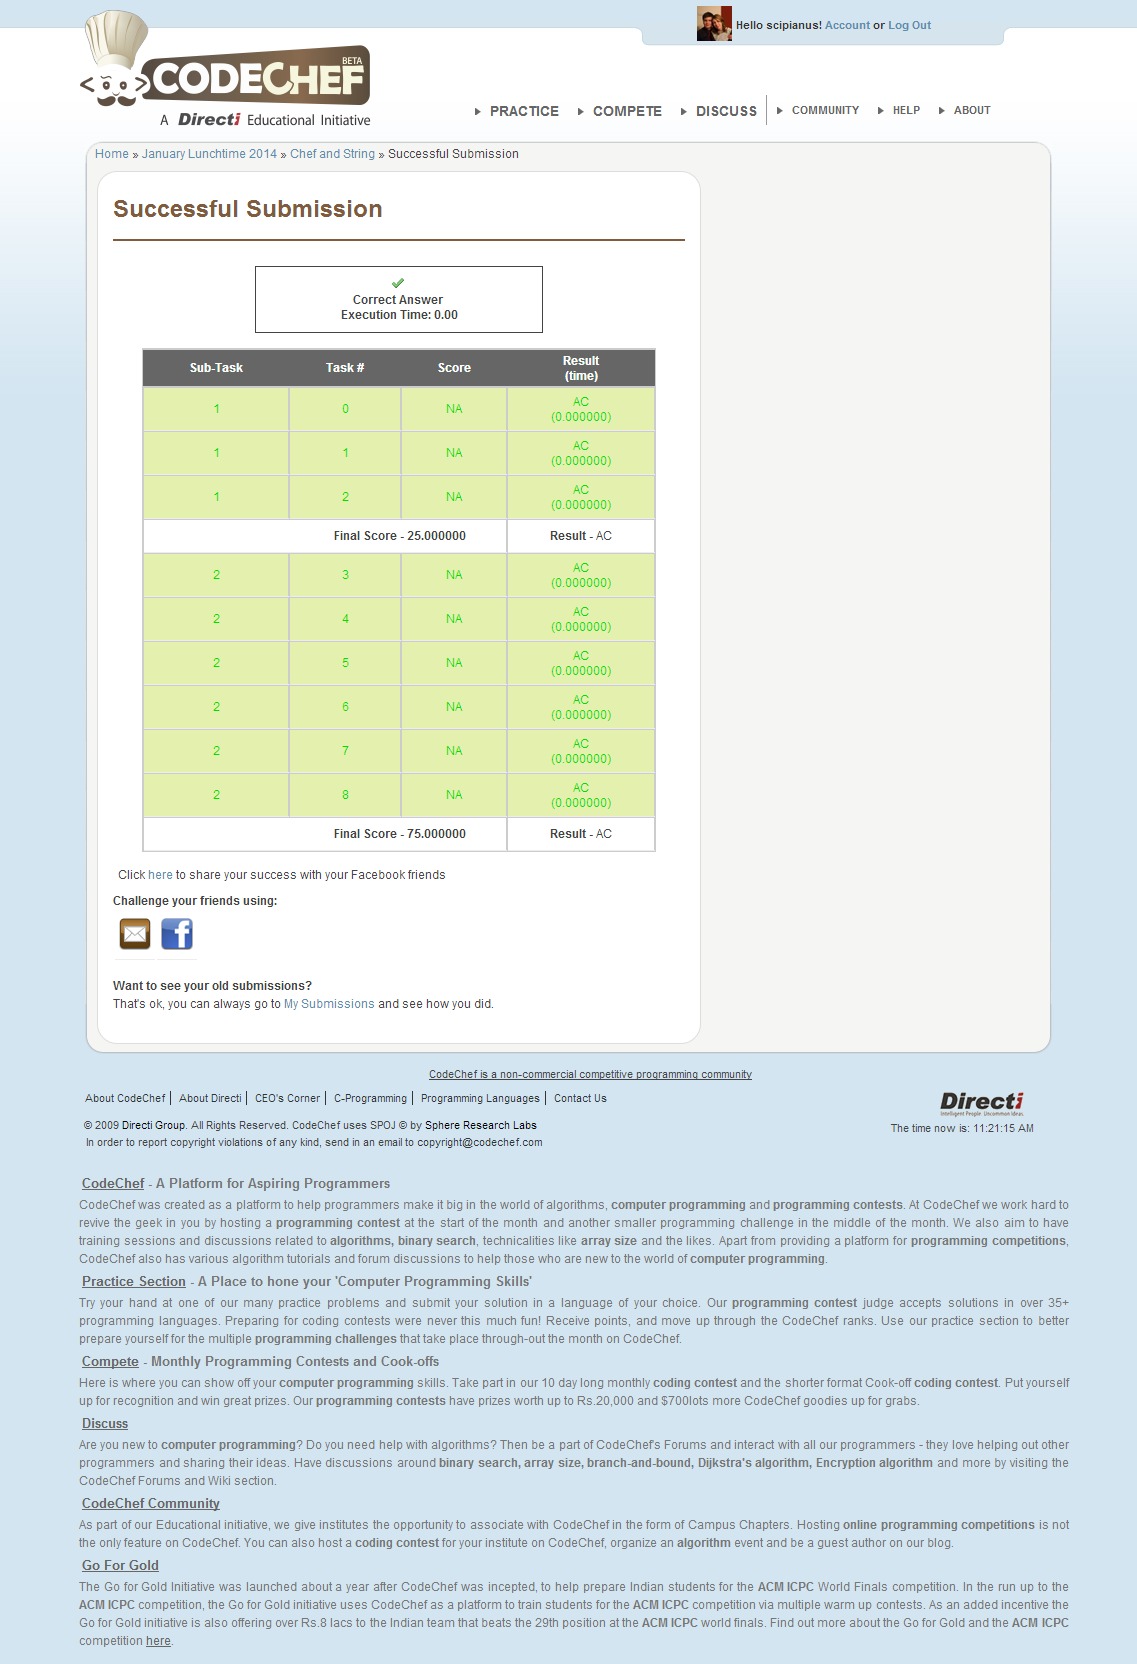 Hello scipianus! Account or Log Out
CODECHEF BETA
A Directi Educational Initiative
PRACTICE COMPETE DISCUSS COMMUNITY HELP ABOUT
Home » January Lunchtime 2014 » Chef and String » Successful Submission
Successful Submission
Correct Answer
Execution Time: 0.00
Sub-Task Task # Score Result
(time)
1 0 NA AC
(0.000000)
1 1 NA AC
(0.000000)
1 2 NA AC
(0.000000)
Final Score - 25.000000 Result - AC
2 3 NA AC
(0.000000)
2 4 NA AC
(0.000000)
2 5 NA AC
(0.000000)
2 6 NA AC
(0.000000)
2 7 NA AC
(0.000000)
2 8 NA AC
(0.000000)
Final Score - 75.000000 Result - AC
Click here to share your success with your Facebook friends
Challenge your friends using:
Want to see your old submissions?
That's ok, you can always go to My Submissions and see how you did.
CodeChef is a non-commercial competitive programming community
About CodeChef | About Directi | CEO's Corner | C-Programming | Programming Languages | Contact Us
Directi
Intelligent People. Uncommon Ideas.
© 2009 Directi Group. All Rights Reserved. CodeChef uses SPOJ © by Sphere Research Labs
The time now is: 11:21:15 AM
In order to report copyright violations of any kind, send in an email to copyright@codechef.com
CodeChef - A Platform for Aspiring Programmers
CodeChef was created as a platform to help programmers make it big in the world of algorithms, computer programming and programming contests. At CodeChef we work hard to
revive the geek in you by hosting a programming contest at the start of the month and another smaller programming challenge in the middle of the month. We also aim to have
training sessions and discussions related to algorithms, binary search, technicalities like array size and the likes. Apart from providing a platform for programming competitions,
CodeChef also has various algorithm tutorials and forum discussions to help those who are new to the world of computer programming.
Practice Section - A Place to hone your 'Computer Programming Skills'
Try your hand at one of our many practice problems and submit your solution in a language of your choice. Our programming contest judge accepts solutions in over 35+
programming languages. Preparing for coding contests were never this much fun! Receive points, and move up through the CodeChef ranks. Use our practice section to better
prepare yourself for the multiple programming challenges that take place through-out the month on CodeChef.
Compete - Monthly Programming Contests and Cook-offs
Here is where you can show off your computer programming skills. Take part in our 10 day long monthly coding contest and the shorter format Cook-off coding contest. Put yourself
up for recognition and win great prizes. Our programming contests have prizes worth up to Rs.20,000 and $700lots more CodeChef goodies up for grabs.
Discuss
Are you new to computer programming? Do you need help with algorithms? Then be a part of CodeChef's Forums and interact with all our programmers - they love helping out other
programmers and sharing their ideas. Have discussions around binary search, array size, branch-and-bound, Dijkstra's algorithm, Encryption algorithm and more by visiting the
CodeChef Forums and Wiki section.
CodeChef Community
As part of our Educational initiative, we give institutes the opportunity to associate with CodeChef in the form of Campus Chapters. Hosting online programming competitions is not
the only feature on CodeChef. You can also host a coding contest for your institute on CodeChef, organize an algorithm event and be a guest author on our blog.
Go For Gold
The Go for Gold Initiative was launched about a year after CodeChef was incepted, to help prepare Indian students for the ACM ICPC World Finals competition. In the run up to the
ACM ICPC competition, the Go for Gold initiative uses CodeChef as a platform to train students for the ACM ICPC competition via multiple warm up contests. As an added incentive the
Go for Gold initiative is also offering over Rs.8 lacs to the Indian team that beats the 29th position at the ACM ICPC world finals. Find out more about the Go for Gold and the ACM ICPC
competition here.